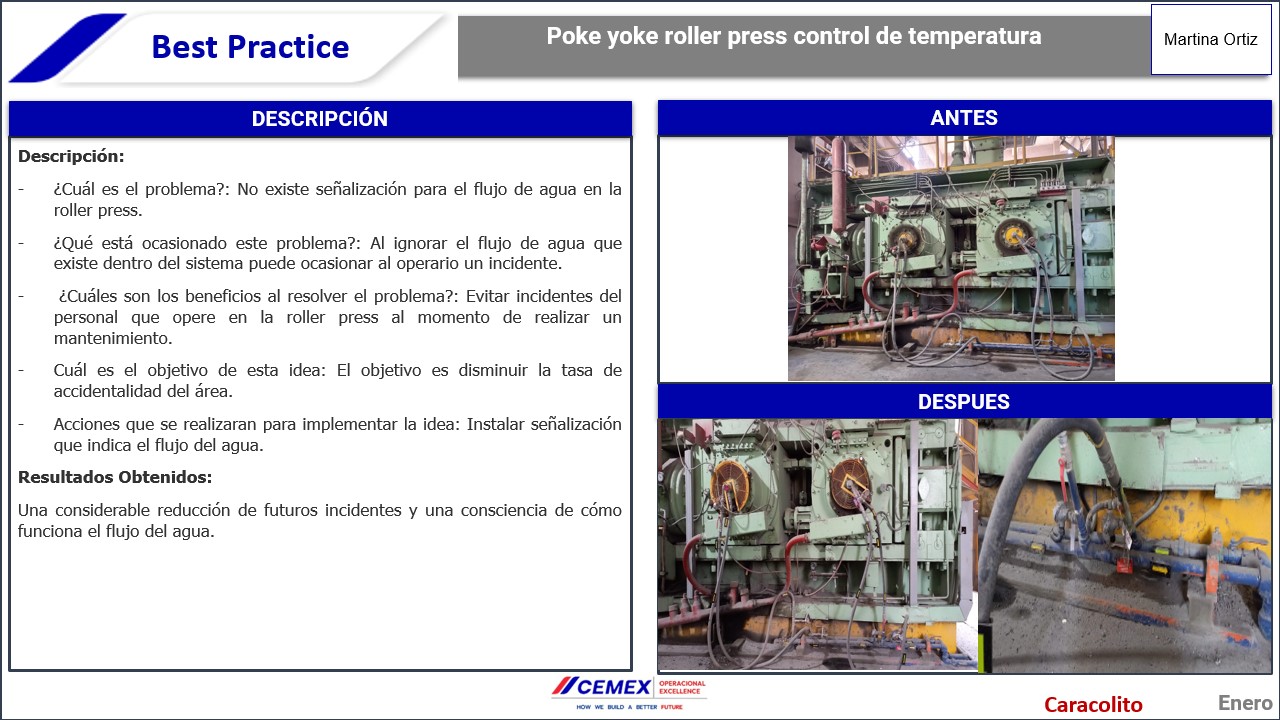 Best Practice
Poke yoke roller press control de temperatura
Martina Ortiz
DESCRIPCIÓN
Descripción:
- ¿Cuál es el problema?: No existe señalización para el flujo de agua en la
roller press.
- ¿Qué está ocasionado este problema?: Al ignorar el flujo de agua que
existe dentro del sistema puede ocasionar al operario un incidente.
- ¿Cuáles son los beneficios al resolver el problema?: Evitar incidentes del
personal que opere en la roller press al momento de realizar un
mantenimiento.
- Cuál es el objetivo de esta idea: El objetivo es disminuir la tasa de
accidentalidad del área.
- Acciones que se realizaran para implementar la idea: Instalar señalización
que indica el flujo del agua.
Resultados Obtenidos:
Una considerable reducción de futuros incidentes y una consciencia de cómo
funciona el flujo del agua.
ANTES
DESPUES
CEMEX
OPERACIONAL
EXCELLENCE
HOW WE BUILD A BETTER FUTURE
Caracolito
Enero